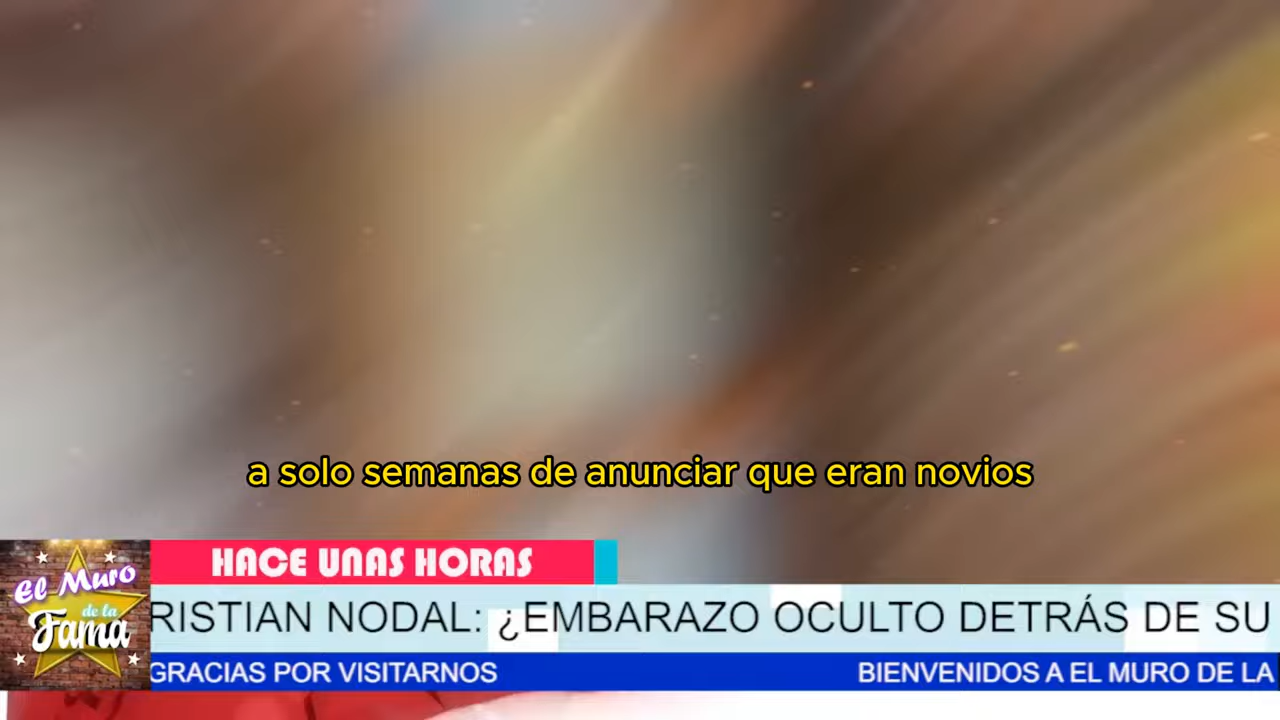 a solo semanas de anunciar que eran novios
HACE UNAS HORAS
El Muro
de la
Fama
RISTIAN NODAL: ¿EMBARAZO OCULTO DETRÁS DE SU
GRACIAS POR VISITARNOS
BIENVENIDOS A EL MURO DE LA